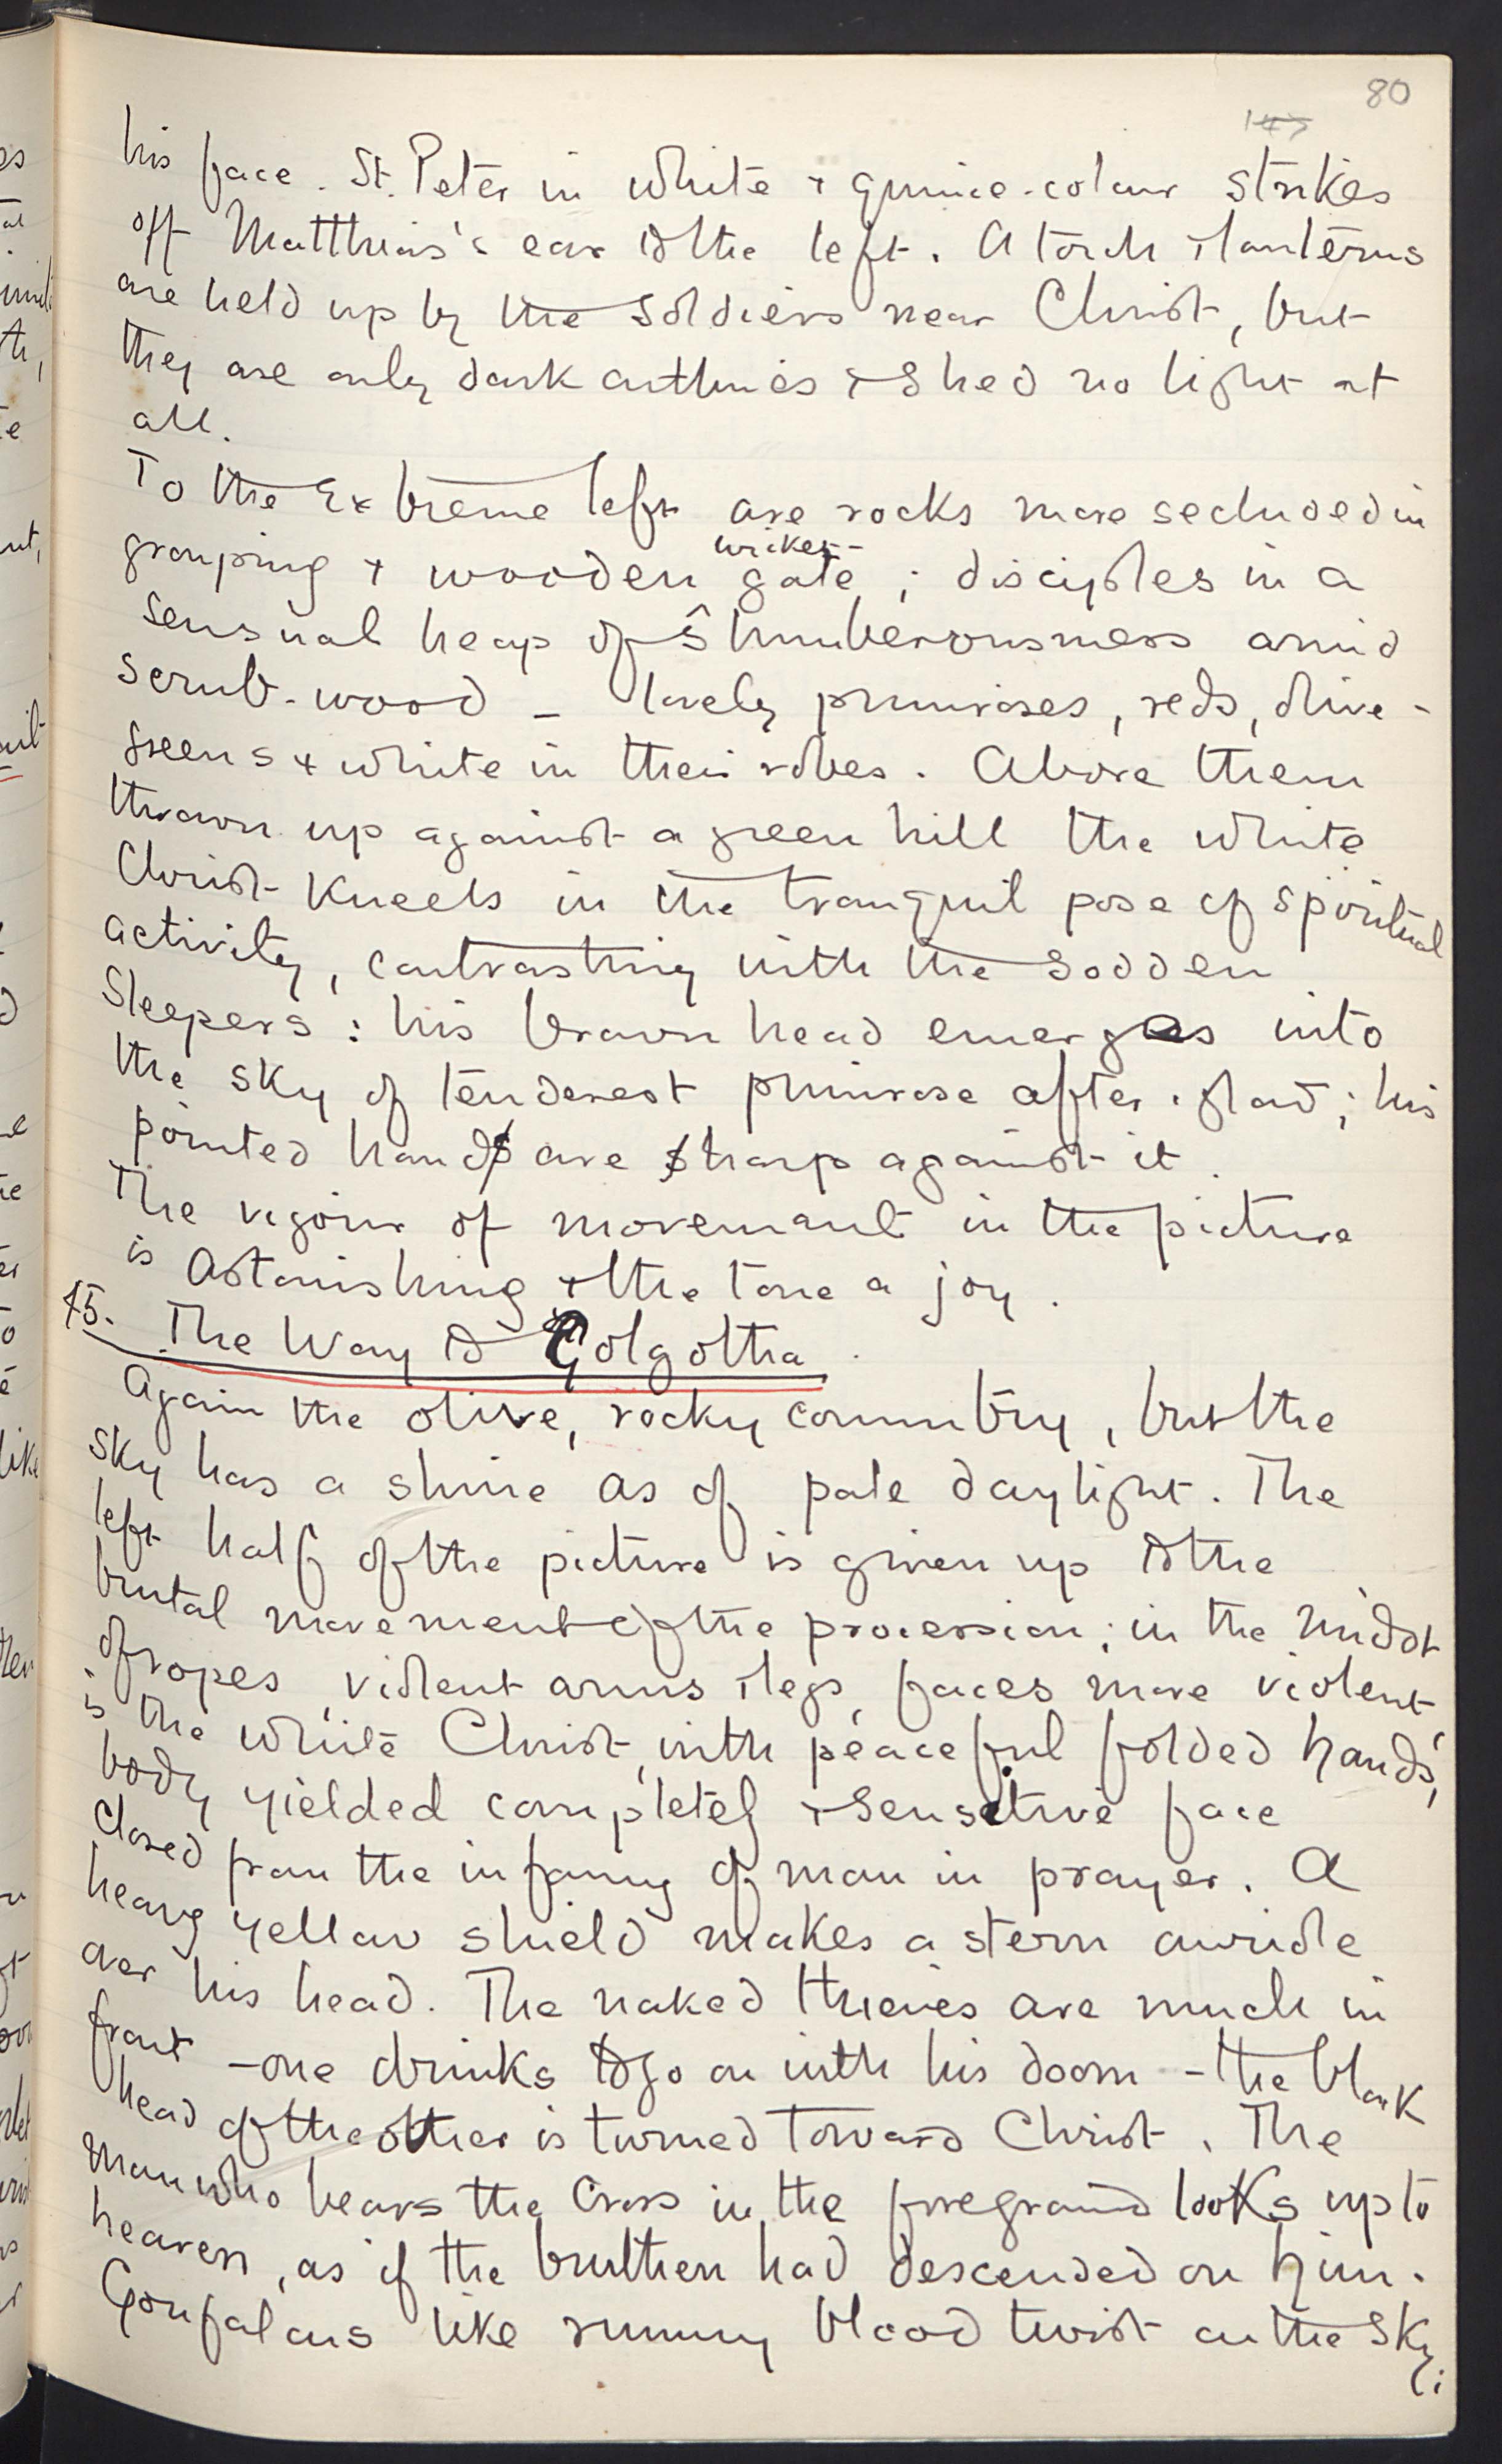 80
his face. St. Peter in white & quince-colour strikes
off Matthias's ear to the left. A torch & lanterns
are held up by the soldiers near Christ, but
they are only dark outlines & shed no light at
all.
To the Extreme left are rocks more secluded in
wicket-
grouping & wooden gate; disciples in a
sensual heap of slumberousness amid
scrub-wood – lovely primroses, reds, olive-
greens & white in their robes. Above them
thrown up against a green hill the white
Christ kneels in the tranquil pose of spiritual
activity, contrasting with the sodden
Sleepers: his brown head emerges into
the sky of tenderest primrose after-glow; his
pointed hands are sharp against it.
The vigour of movement in the picture
is astonishing & the tone a joy.
15. The Way to Golgotha.
Again the olive, rocky country, but the
sky has a shine as of pale daylight. The
left half of the picture is given up to the
brutal movement of the procession; in the midst
of ropes, violent arms & legs, faces more violent
is the white Christ, with peaceful folded hands,
body yielded completely & sensitive face
closed from the infamy of man in prayer. A
heavy yellow shield makes a stern aureole
over his head. The naked thieves are much in
front – one drinks to go on with his doom – the black
head of the other is turned toward Christ. The
man who bears the Cross in the foreground looks up to
heaven, as if the burthen had descended on him.
Gonfalons like running blood twist on the sky;